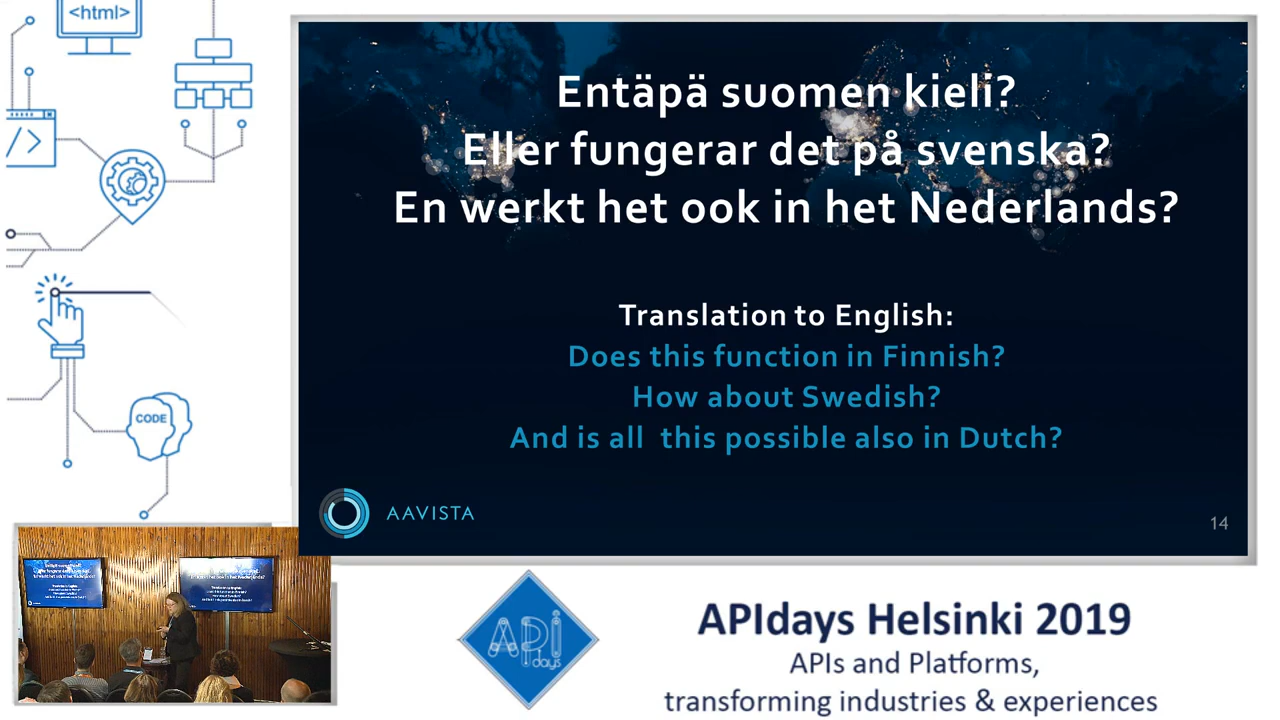 <html>
</>
CODE
Entäpä suomen kieli?
Eller fungerar det på svenska?
En werkt het ook in het Nederlands?
Translation to English:
Does this function in Finnish?
How about Swedish?
And is all  this possible also in Dutch?
AAVISTA
14
API
days
APIdays Helsinki 2019
APIs and Platforms,
transforming industries & experiences